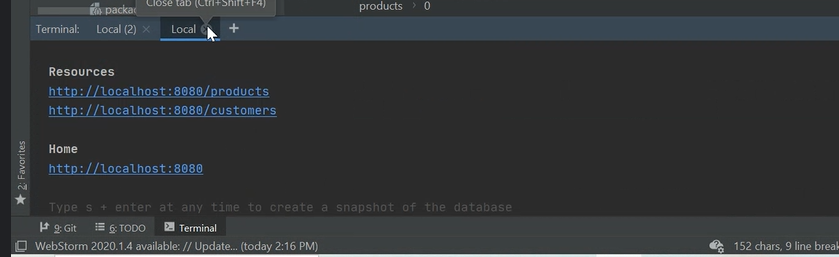 Close tab (Ctrl+Shift+F4)
products › 0
Terminal: Local (2) × Local +
Resources
http://localhost:8080/products
http://localhost:8080/customers
Home
http://localhost:8080
Type s + enter at any time to create a snapshot of the database
2: Favorites
9: Git 6: TODO Terminal
WebStorm 2020.1.4 available: // Update... (today 2:16 PM) 152 chars, 9 line